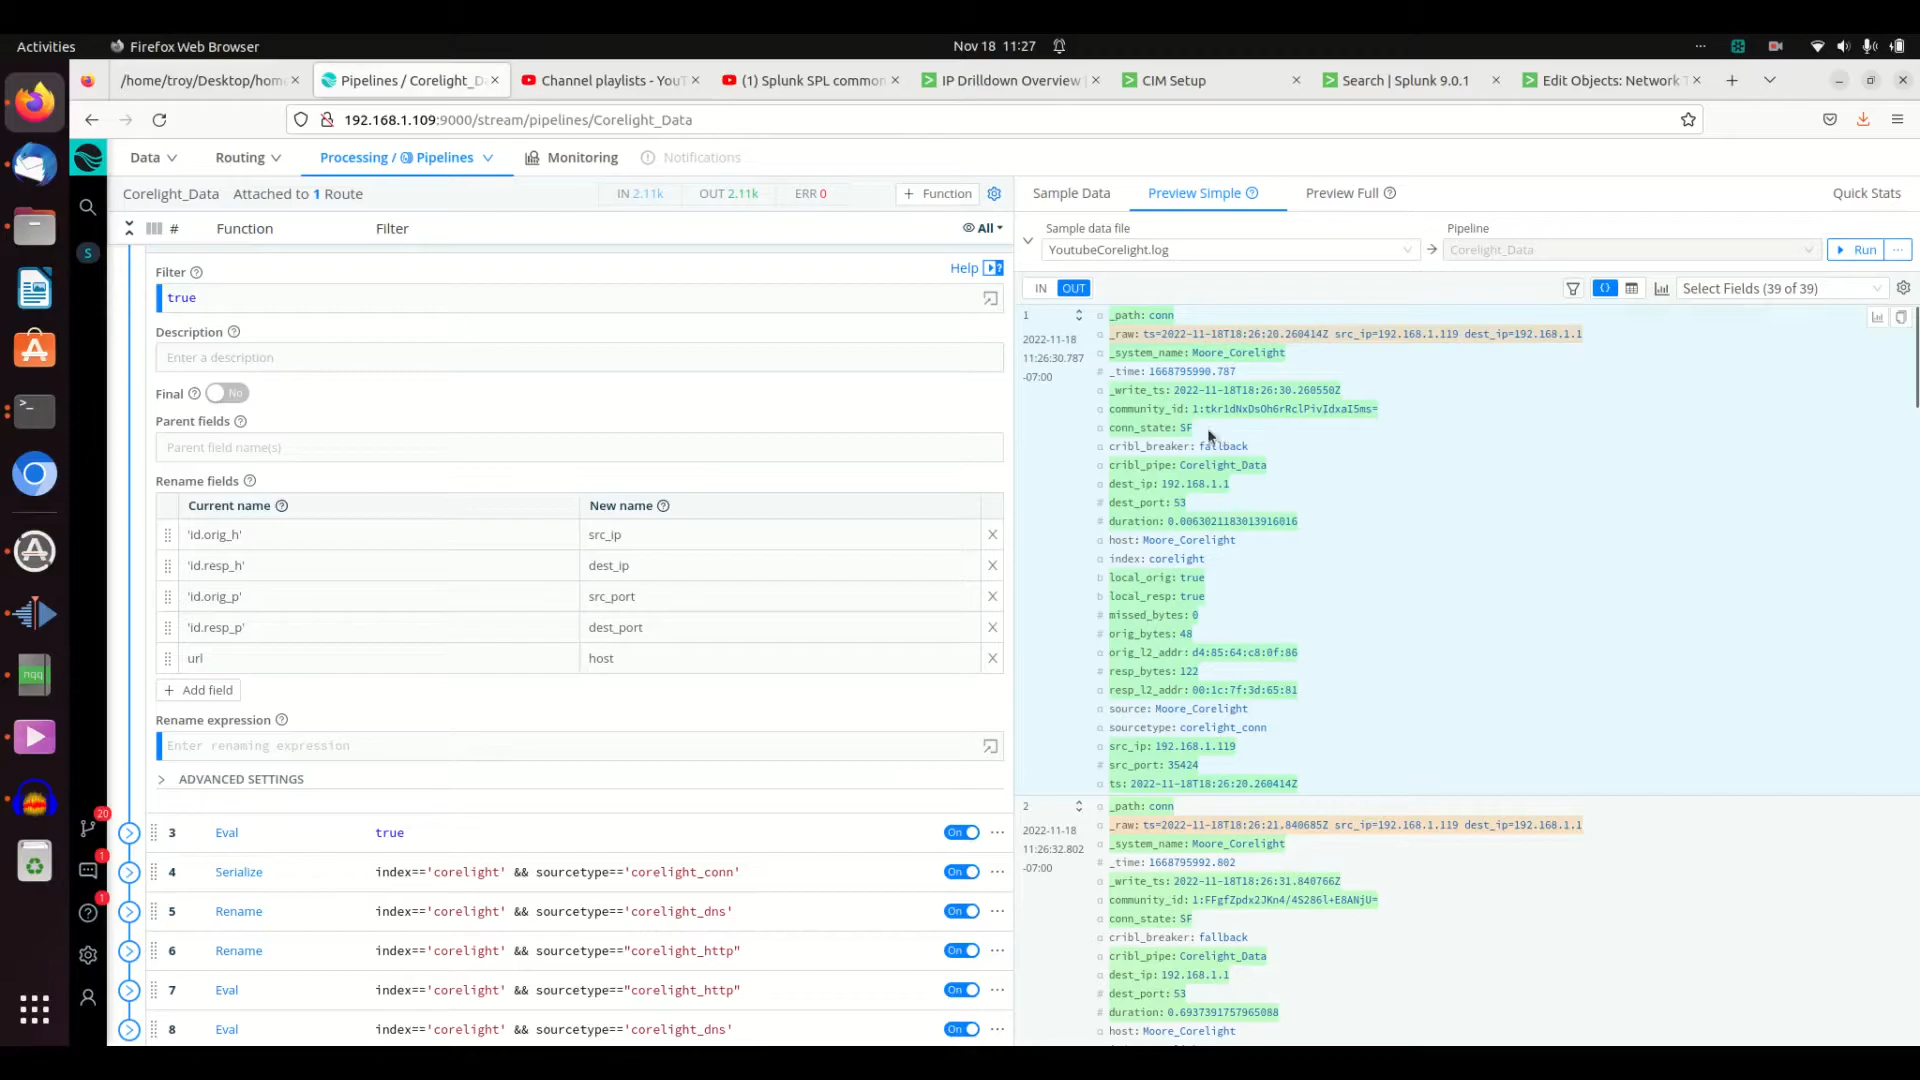 Activities
Firefox Web Browser
Nov 18 11:27
/home/troy/Desktop/home
Pipelines / Corelight_D
Channel playlists - YouT
(1) Splunk SPL common
IP Drilldown Overview
CIM Setup
Search | Splunk 9.0.1
Edit Objects: Network T
192.168.1.109:9000/stream/pipelines/Corelight_Data
Data
Routing
Processing / Pipelines
Monitoring
Notifications
Corelight_Data
Attached to 1 Route
IN 2.11k
OUT 2.11k
ERR 0
+ Function
# Function Filter
All
Filter
Help
true
Description
Enter a description
Final
No
Parent fields
Parent field name(s)
Rename fields
Current name
New name
'id.orig_h' src_ip
'id.resp_h' dest_ip
'id.orig_p' src_port
'id.resp_p' dest_port
url host
+ Add field
Rename expression
Enter renaming expression
ADVANCED SETTINGS
3 Eval true On
4 Serialize index=='corelight' && sourcetype=='corelight_conn' On
5 Rename index=='corelight' && sourcetype=='corelight_dns' On
6 Rename index=='corelight' && sourcetype=="corelight_http" On
7 Eval index=='corelight' && sourcetype=="corelight_http" On
8 Eval index=='corelight' && sourcetype=='corelight_dns' On
S
20
1
1
nqq
Sample Data
Preview Simple
Preview Full
Quick Stats
Sample data file
Pipeline
YoutubeCorelight.log
Corelight_Data
Run
IN OUT
Select Fields (39 of 39)
1
2022-11-18
11:26:30.787
-07:00
α _path: conn
α _raw: ts=2022-11-18T18:26:20.260414Z src_ip=192.168.1.119 dest_ip=192.168.1.1
α _system_name: Moore_Corelight
# _time: 1668795990.787
α _write_ts: 2022-11-18T18:26:30.260550Z
α community_id: 1:tkr1dNxDsOh6rRclPivIdxaI5ms=
α conn_state: SF
α cribl_breaker: fallback
α cribl_pipe: Corelight_Data
α dest_ip: 192.168.1.1
# dest_port: 53
# duration: 0.0063021183013916016
α host: Moore_Corelight
α index: corelight
b local_orig: true
b local_resp: true
# missed_bytes: 0
# orig_bytes: 48
α orig_l2_addr: d4:85:64:c8:0f:86
# resp_bytes: 122
α resp_l2_addr: 00:1c:7f:3d:65:81
α source: Moore_Corelight
α sourcetype: corelight_conn
α src_ip: 192.168.1.119
# src_port: 35424
α ts: 2022-11-18T18:26:20.260414Z
2
2022-11-18
11:26:32.802
-07:00
α _path: conn
α _raw: ts=2022-11-18T18:26:21.840685Z src_ip=192.168.1.119 dest_ip=192.168.1.1
α _system_name: Moore_Corelight
# _time: 1668795992.802
α _write_ts: 2022-11-18T18:26:31.840766Z
α community_id: 1:FFgfZpdx2JKn4/4S286l+E8ANjU=
α conn_state: SF
α cribl_breaker: fallback
α cribl_pipe: Corelight_Data
α dest_ip: 192.168.1.1
# dest_port: 53
# duration: 0.6937391757965088
α host: Moore_Corelight